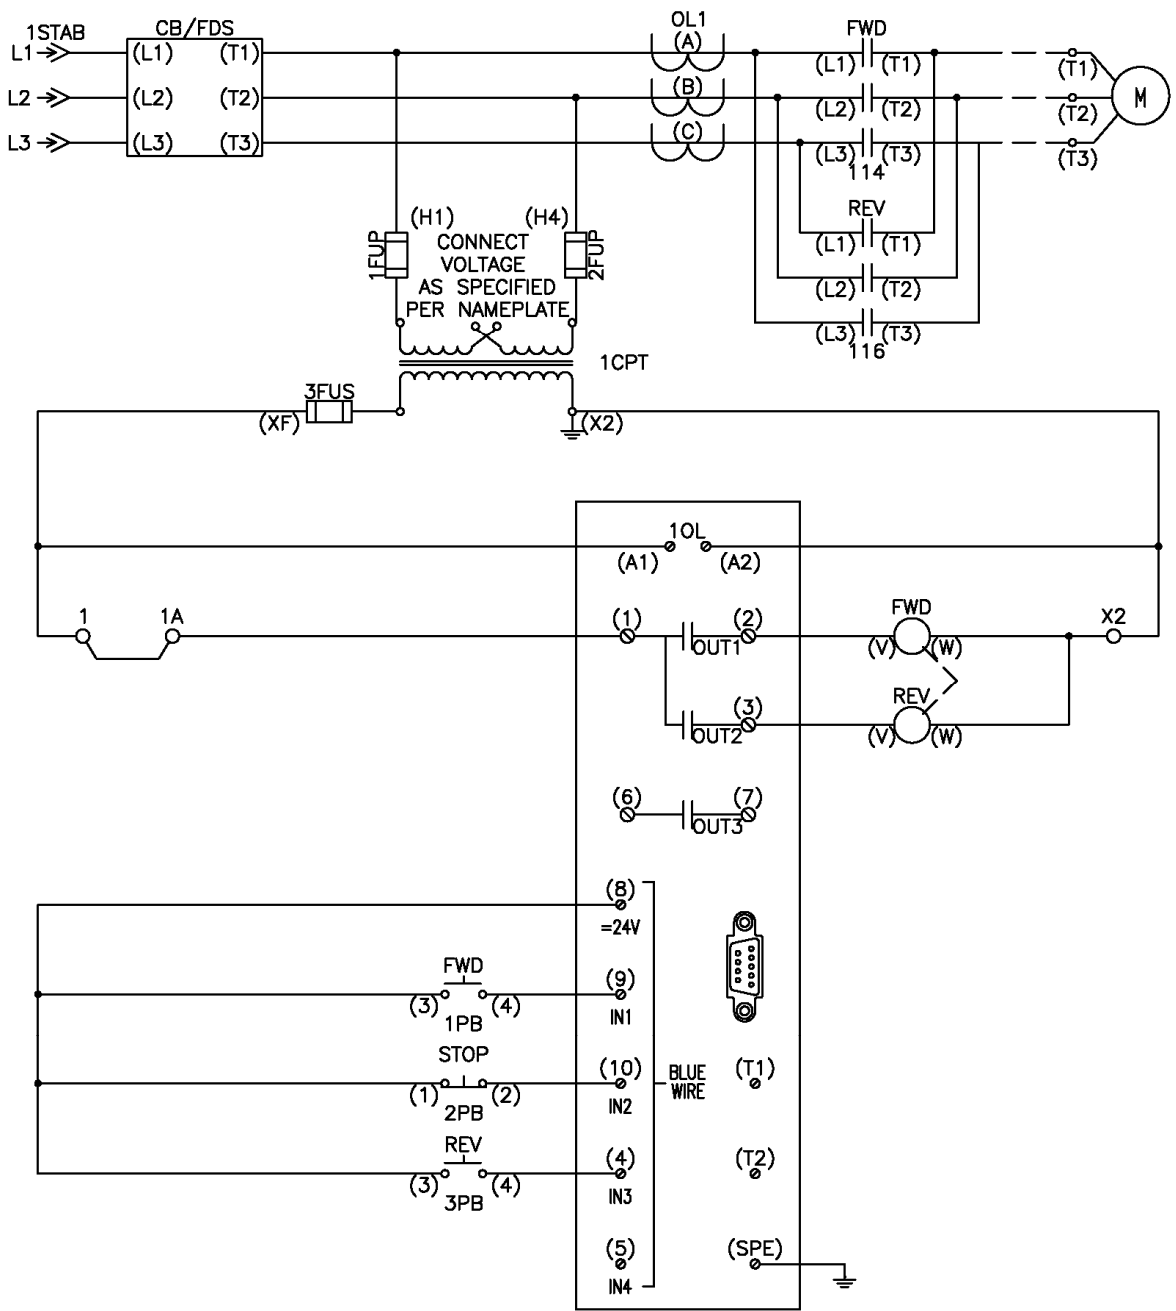 1STAB CB/FDS OL1 FWD
L1 (L1) (T1) (A) (L1) (T1) (T1)
L2 (L2) (T2) (B) (L2) (T2) (T2) M
L3 (L3) (T3) (C) (L3) (T3) (T3)
114
REV
(L1) (T1)
(L2) (T2)
(L3) (T3)
116
(H1) (H4)
1FUP 2FUP
CONNECT
VOLTAGE
AS SPECIFIED
PER NAMEPLATE
1CPT
3FUS
(XF) (X2)
1OL
(A1) (A2)
1 1A (1) (2) FWD X2
OUT1 (V) (W)
(3) REV
OUT2 (V) (W)
(6) (7)
OUT3
(8)
=24V
FWD (9)
(3) (4)
1PB IN1
STOP
(10) BLUE (T1)
WIRE
(1) (2)
2PB IN2
REV (4) (T2)
(3) (4)
3PB IN3
(5) (SPE)
IN4